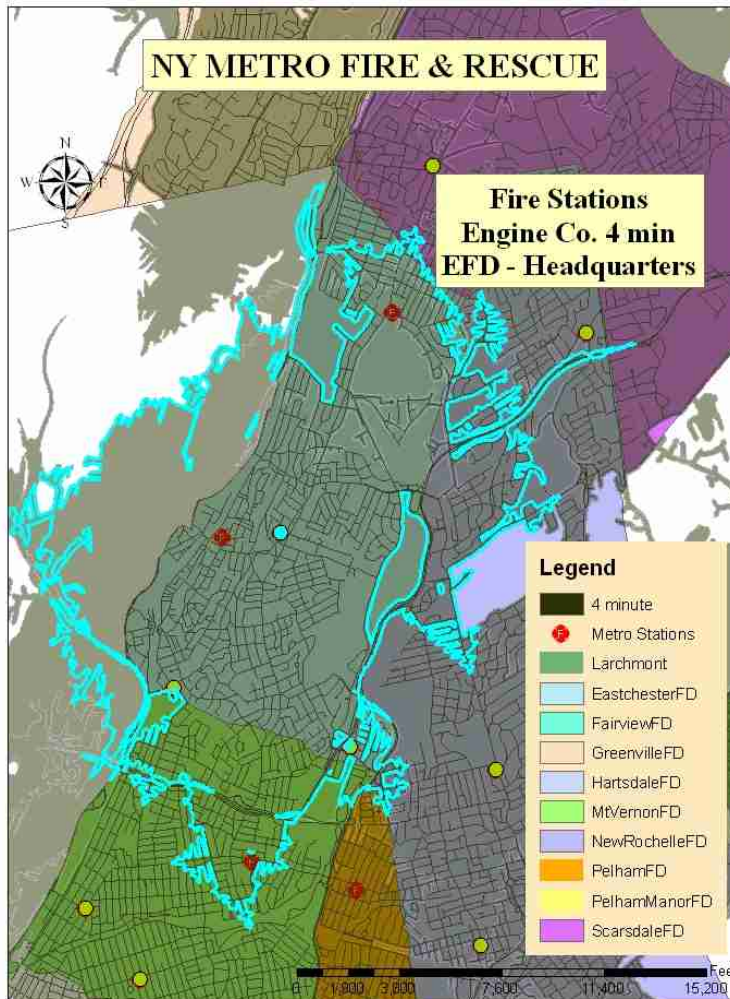 NY METRO FIRE & RESCUE
N
W E
S
Fire Stations
Engine Co. 4 min
EFD - Headquarters
F
F
F
F
Legend
4 minute
F Metro Stations
Larchmont
EastchesterFD
FairviewFD
GreenvilleFD
HartsdaleFD
MtVernonFD
NewRochelleFD
PelhamFD
PelhamManorFD
ScarsdaleFD
Fee
0 1,900 3,800 7,600 11,400 15,200